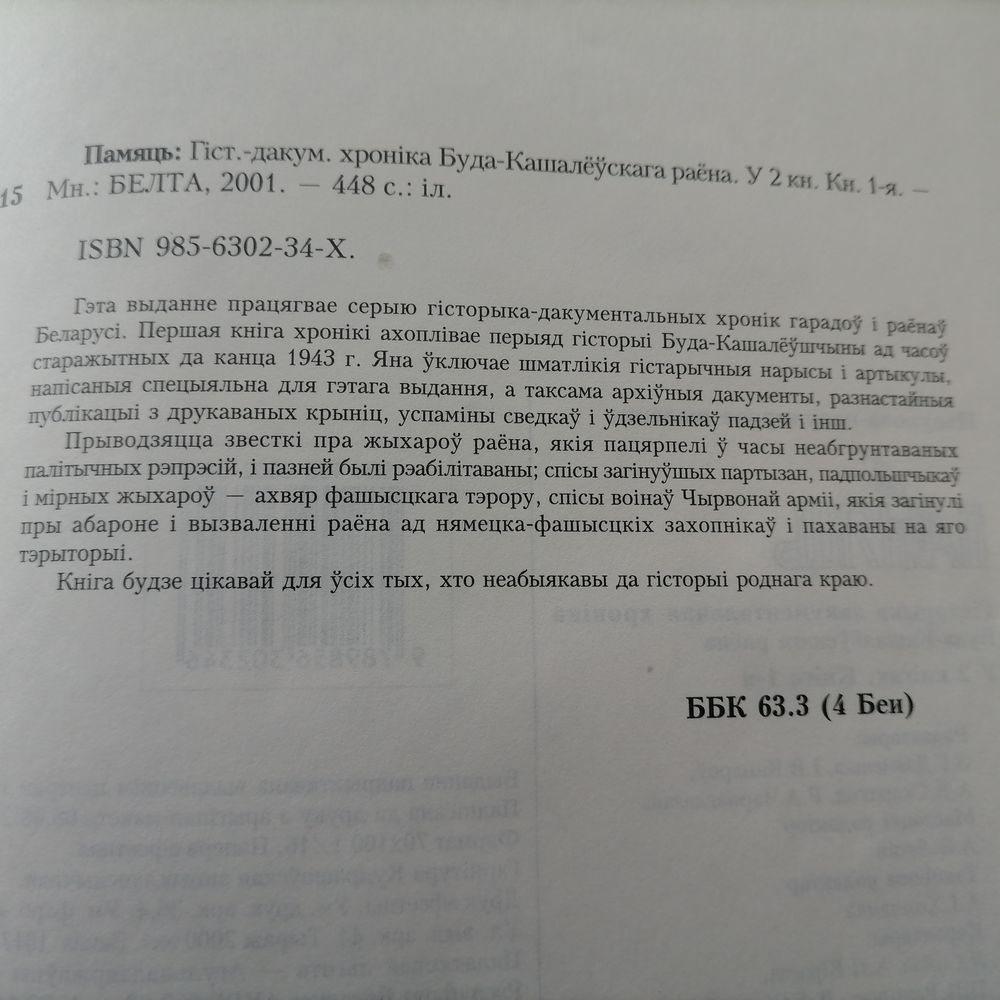 Памяць: Гіст.-дакум. хроніка Буда-Кашалёўскага раёна. У 2 кн. Кн. 1-я. —
15 Мн.: БЕЛТА, 2001. — 448 с.: іл.
ISBN 985-6302-34-X.
Гэта выданне працягвае серыю гісторыка-дакументальных хронік гарадоў і раёнаў
Беларусі. Першая кніга хронікі ахоплівае перыяд гісторыі Буда-Кашалёўшчыны ад часоў
старажытных да канца 1943 г. Яна ўключае шматлікія гістарычныя нарысы і артыкулы,
напісаныя спецыяльна для гэтага выдання, а таксама архіўныя дакументы, разнастайныя
публікацыі з друкаваных крыніц, успаміны сведкаў і ўдзельнікаў падзей і інш.
Прыводзяцца звесткі пра жыхароў раёна, якія пацярпелі ў часы неабгрунтаваных
палітычных рэпрэсій, і пазней былі рэабілітаваны; спісы загінуўшых партызан, падпольшчыкаў
і мірных жыхароў — ахвяр фашысцкага тэрору, спісы воінаў Чырвонай арміі, якія загінулі
пры абароне і вызваленні раёна ад нямецка-фашысцкіх захопнікаў і пахаваны на яго
тэрыторыі.
Кніга будзе цікавай для ўсіх тых, хто неабыякавы да гісторыі роднага краю.
ББК 63.3 (4 Беи)